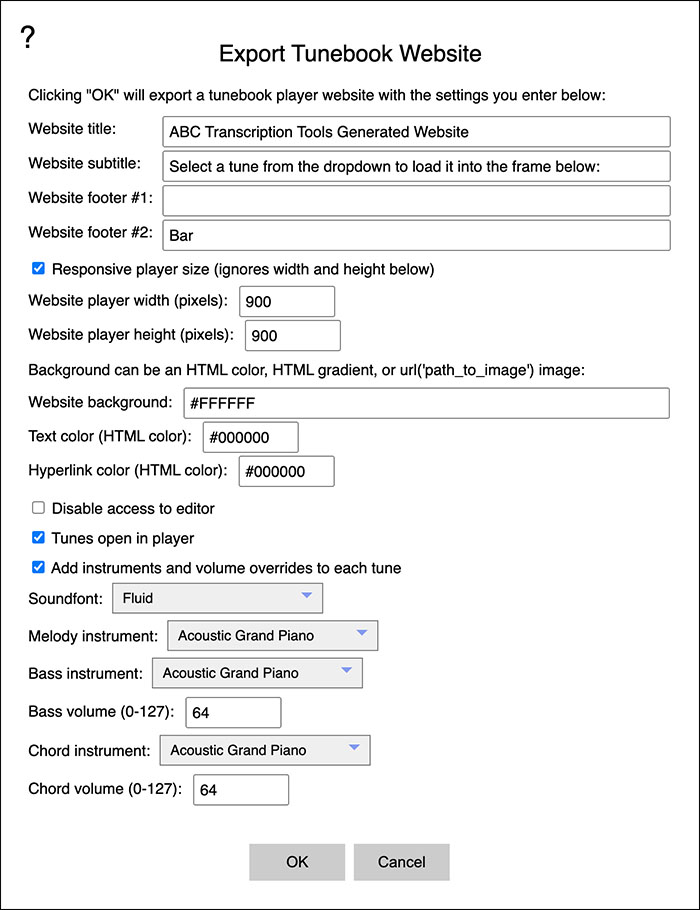 ?
Export Tunebook Website
Clicking "OK" will export a tunebook player website with the settings you enter below:
Website title: ABC Transcription Tools Generated Website
Website subtitle: Select a tune from the dropdown to load it into the frame below:
Website footer #1:
Website footer #2: Bar
Responsive player size (ignores width and height below)
Website player width (pixels): 900
Website player height (pixels): 900
Background can be an HTML color, HTML gradient, or url('path_to_image') image:
Website background: #FFFFFF
Text color (HTML color): #000000
Hyperlink color (HTML color): #000000
Disable access to editor
Tunes open in player
Add instruments and volume overrides to each tune
Soundfont: Fluid
Melody instrument: Acoustic Grand Piano
Bass instrument: Acoustic Grand Piano
Bass volume (0-127): 64
Chord instrument: Acoustic Grand Piano
Chord volume (0-127): 64
OK Cancel